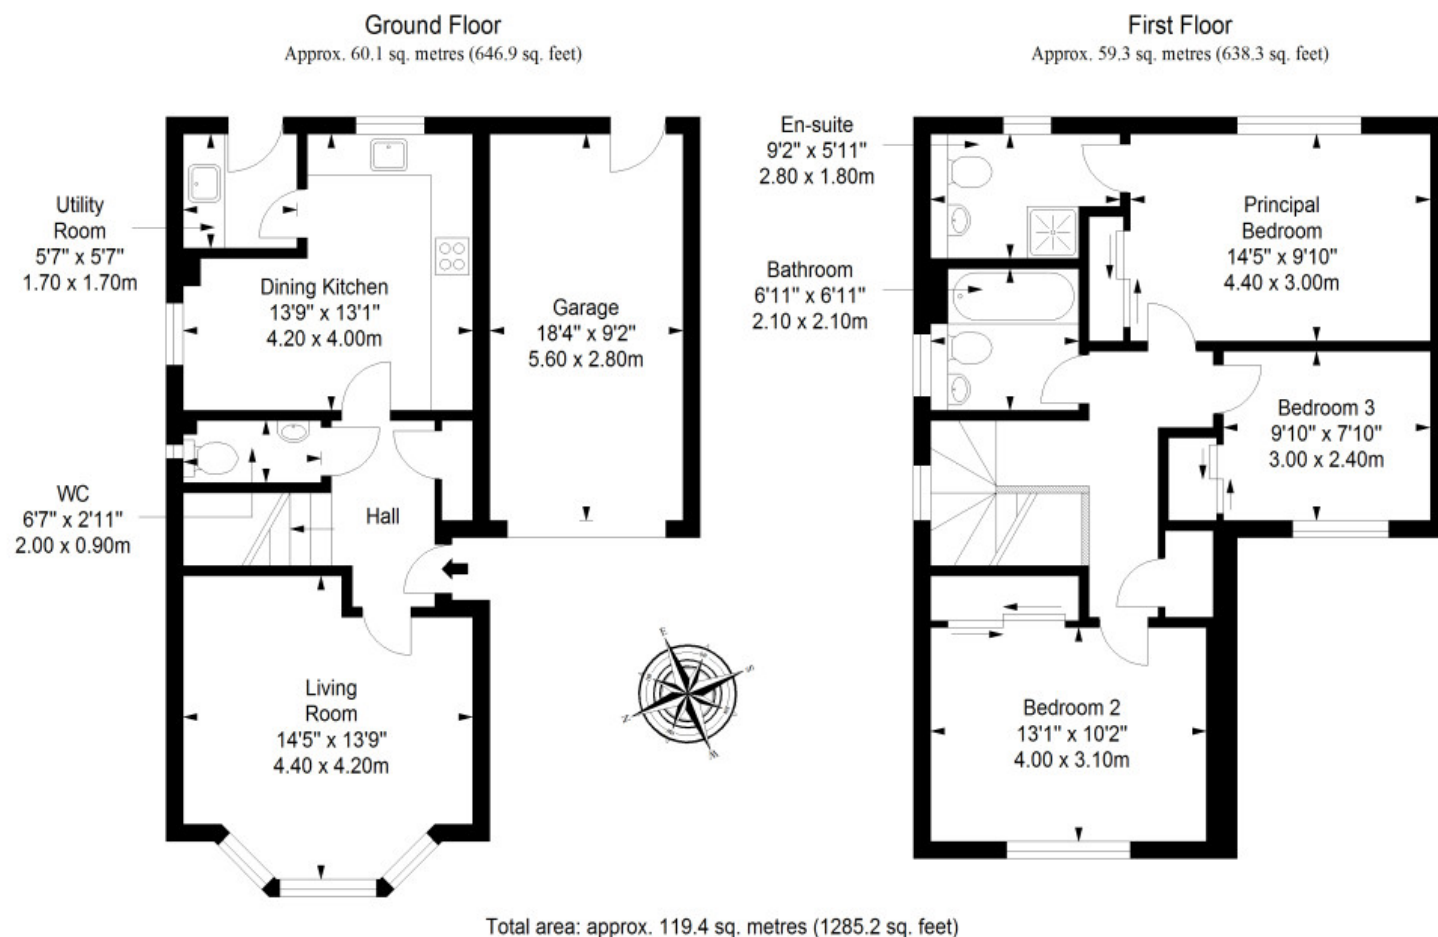 Ground Floor
Approx. 60.1 sq. metres (646.9 sq. feet)
Utility
Room
5'7" x 5'7"
1.70 x 1.70m
Dining Kitchen
13'9" x 13'1"
4.20 x 4.00m
Garage
18'4" x 9'2"
5.60 x 2.80m
WC
6'7" x 2'11"
2.00 x 0.90m
Hall
Living
Room
14'5" x 13'9"
4.40 x 4.20m
E
S
N
W
First Floor
Approx. 59.3 sq. metres (638.3 sq. feet)
En-suite
9'2" x 5'11"
2.80 x 1.80m
Principal
Bedroom
14'5" x 9'10"
4.40 x 3.00m
Bathroom
6'11" x 6'11"
2.10 x 2.10m
Bedroom 3
9'10" x 7'10"
3.00 x 2.40m
Bedroom 2
13'1" x 10'2"
4.00 x 3.10m
Total area: approx. 119.4 sq. metres (1285.2 sq. feet)